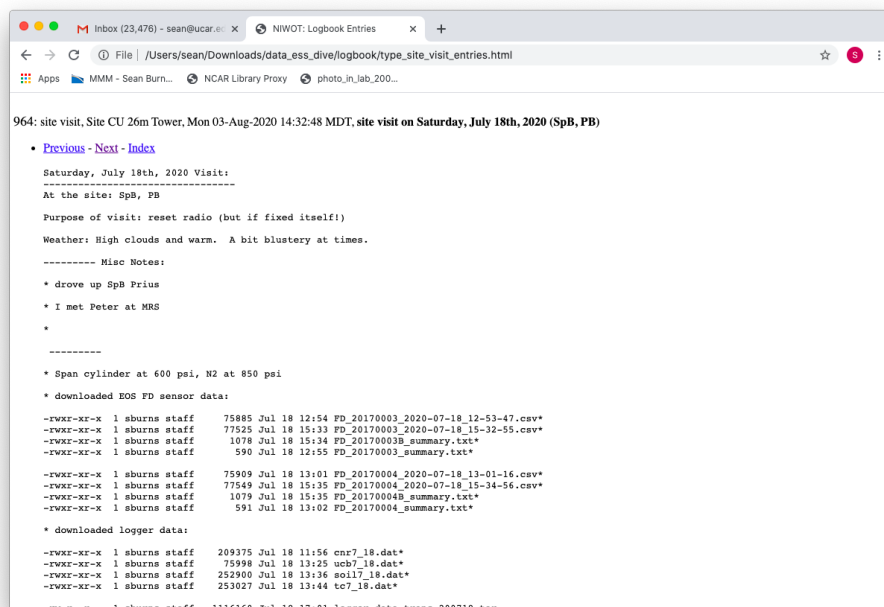 Inbox (23,476) - sean@ucar.e
NIWOT: Logbook Entries
File | /Users/sean/Downloads/data_ess_dive/logbook/type_site_visit_entries.html
S
Apps
MMM - Sean Burn...
NCAR Library Proxy
photo_in_lab_200...
964: site visit, Site CU 26m Tower, Mon 03-Aug-2020 14:32:48 MDT, site visit on Saturday, July 18th, 2020 (SpB, PB)
• Previous - Next - Index
Saturday, July 18th, 2020 Visit:
--------------------------------
At the site: SpB, PB
Purpose of visit: reset radio (but if fixed itself!)
Weather: High clouds and warm.  A bit blustery at times.
--------- Misc Notes:
* drove up SpB Prius
* I met Peter at MRS
*
---------
* Span cylinder at 600 psi, N2 at 850 psi
* downloaded EOS FD sensor data:
-rwxr-xr-x  1 sburns staff     75885 Jul 18 12:54 FD_20170003_2020-07-18_12-53-47.csv*
-rwxr-xr-x  1 sburns staff     77525 Jul 18 15:33 FD_20170003_2020-07-18_15-32-55.csv*
-rwxr-xr-x  1 sburns staff      1078 Jul 18 15:34 FD_20170003B_summary.txt*
-rwxr-xr-x  1 sburns staff       590 Jul 18 12:55 FD_20170003_summary.txt*
-rwxr-xr-x  1 sburns staff     75909 Jul 18 13:01 FD_20170004_2020-07-18_13-01-16.csv*
-rwxr-xr-x  1 sburns staff     77549 Jul 18 15:35 FD_20170004_2020-07-18_15-34-56.csv*
-rwxr-xr-x  1 sburns staff      1079 Jul 18 15:35 FD_20170004B_summary.txt*
-rwxr-xr-x  1 sburns staff       591 Jul 18 13:02 FD_20170004_summary.txt*
* downloaded logger data:
-rwxr-xr-x  1 sburns staff    209375 Jul 18 11:56 cnr7_18.dat*
-rwxr-xr-x  1 sburns staff     75998 Jul 18 13:25 ucb7_18.dat*
-rwxr-xr-x  1 sburns staff    252900 Jul 18 13:36 soil7_18.dat*
-rwxr-xr-x  1 sburns staff    253027 Jul 18 13:44 tc7_18.dat*